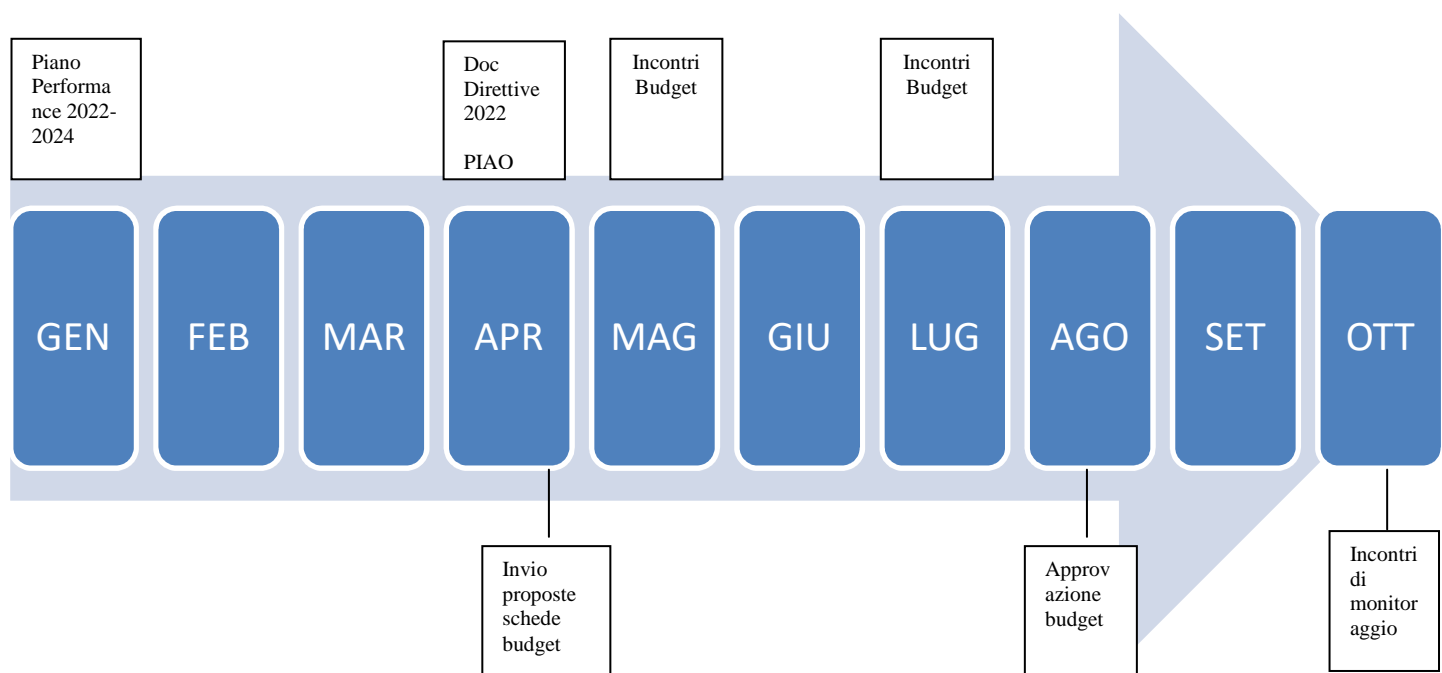 Piano
Performa
nce 2022-
2024
Doc
Direttive
2022
PIAO
Incontri
Budget
Incontri
Budget
GEN
FEB
MAR
APR
MAG
GIU
LUG
AGO
SET
OTT
Invio
proposte
schede
budget
Approv
azione
budget
Incontri
di
monitor
aggio